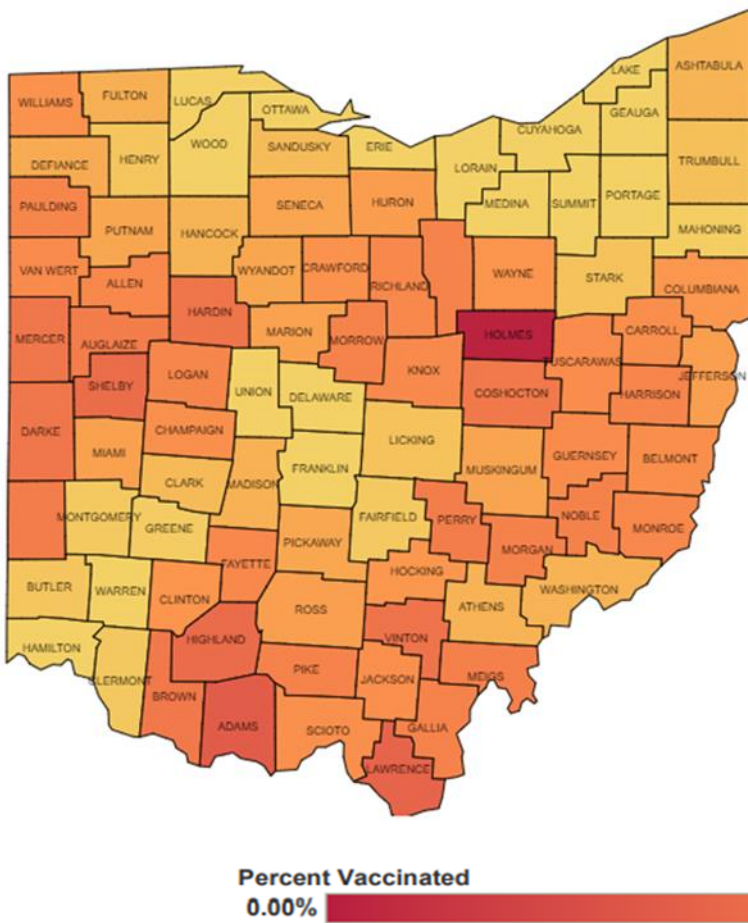 LAKE
ASHTABULA
WILLIAMS
FULTON
LUCAS
OTTAWA
GEAUGA
CUYAHOGA
WOOD
SANDUSKY
ERIE
DEFIANCE
HENRY
LORAIN
TRUMBULL
PAULDING
SENECA
HURON
MEDINA
SUMMIT
PORTAGE
PUTNAM
HANCOCK
MAHONING
VAN WERT
ALLEN
WYANDOT
CRAWFORD
RICHLAND
WAYNE
STARK
COLUMBIANA
HARDIN
MERCER
AUGLAIZE
MARION
MORROW
HOLMES
CARROLL
SHELBY
LOGAN
KNOX
TUSCARAWAS
JEFFERSON
UNION
DELAWARE
COSHOCTON
HARRISON
DARKE
CHAMPAIGN
LICKING
MIAMI
GUERNSEY
BELMONT
CLARK
MADISON
FRANKLIN
MUSKINGUM
MONTGOMERY
GREENE
FAIRFIELD
PERRY
NOBLE
MONROE
PICKAWAY
MORGAN
FAYETTE
HOCKING
BUTLER
WARREN
CLINTON
ROSS
ATHENS
WASHINGTON
HAMILTON
HIGHLAND
VINTON
CLERMONT
PIKE
JACKSON
MEIGS
BROWN
ADAMS
SCIOTO
GALLIA
LAWRENCE
Percent Vaccinated
0.00%